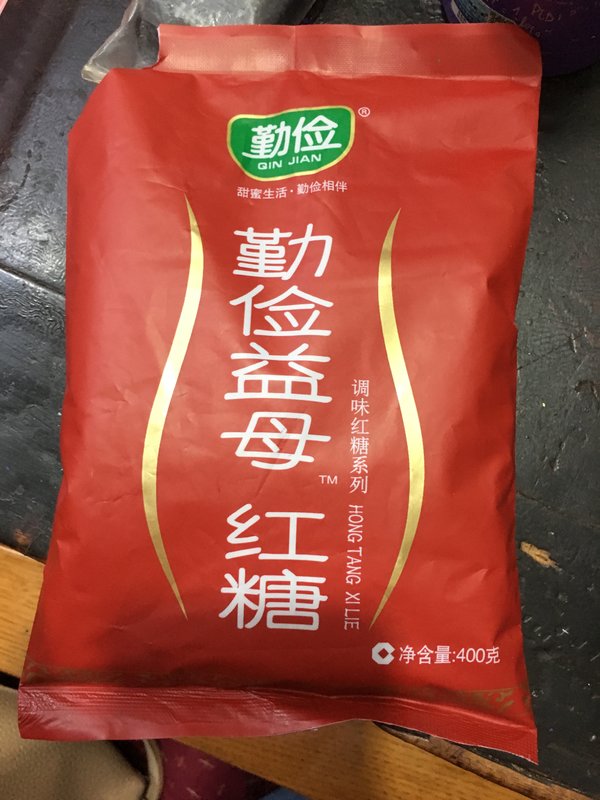 勤俭®
QIN JIAN
甜蜜生活·勤俭相伴
勤俭益母™ 红糖
调味红糖系列 HONG TANG XI LIE
净含量:400克